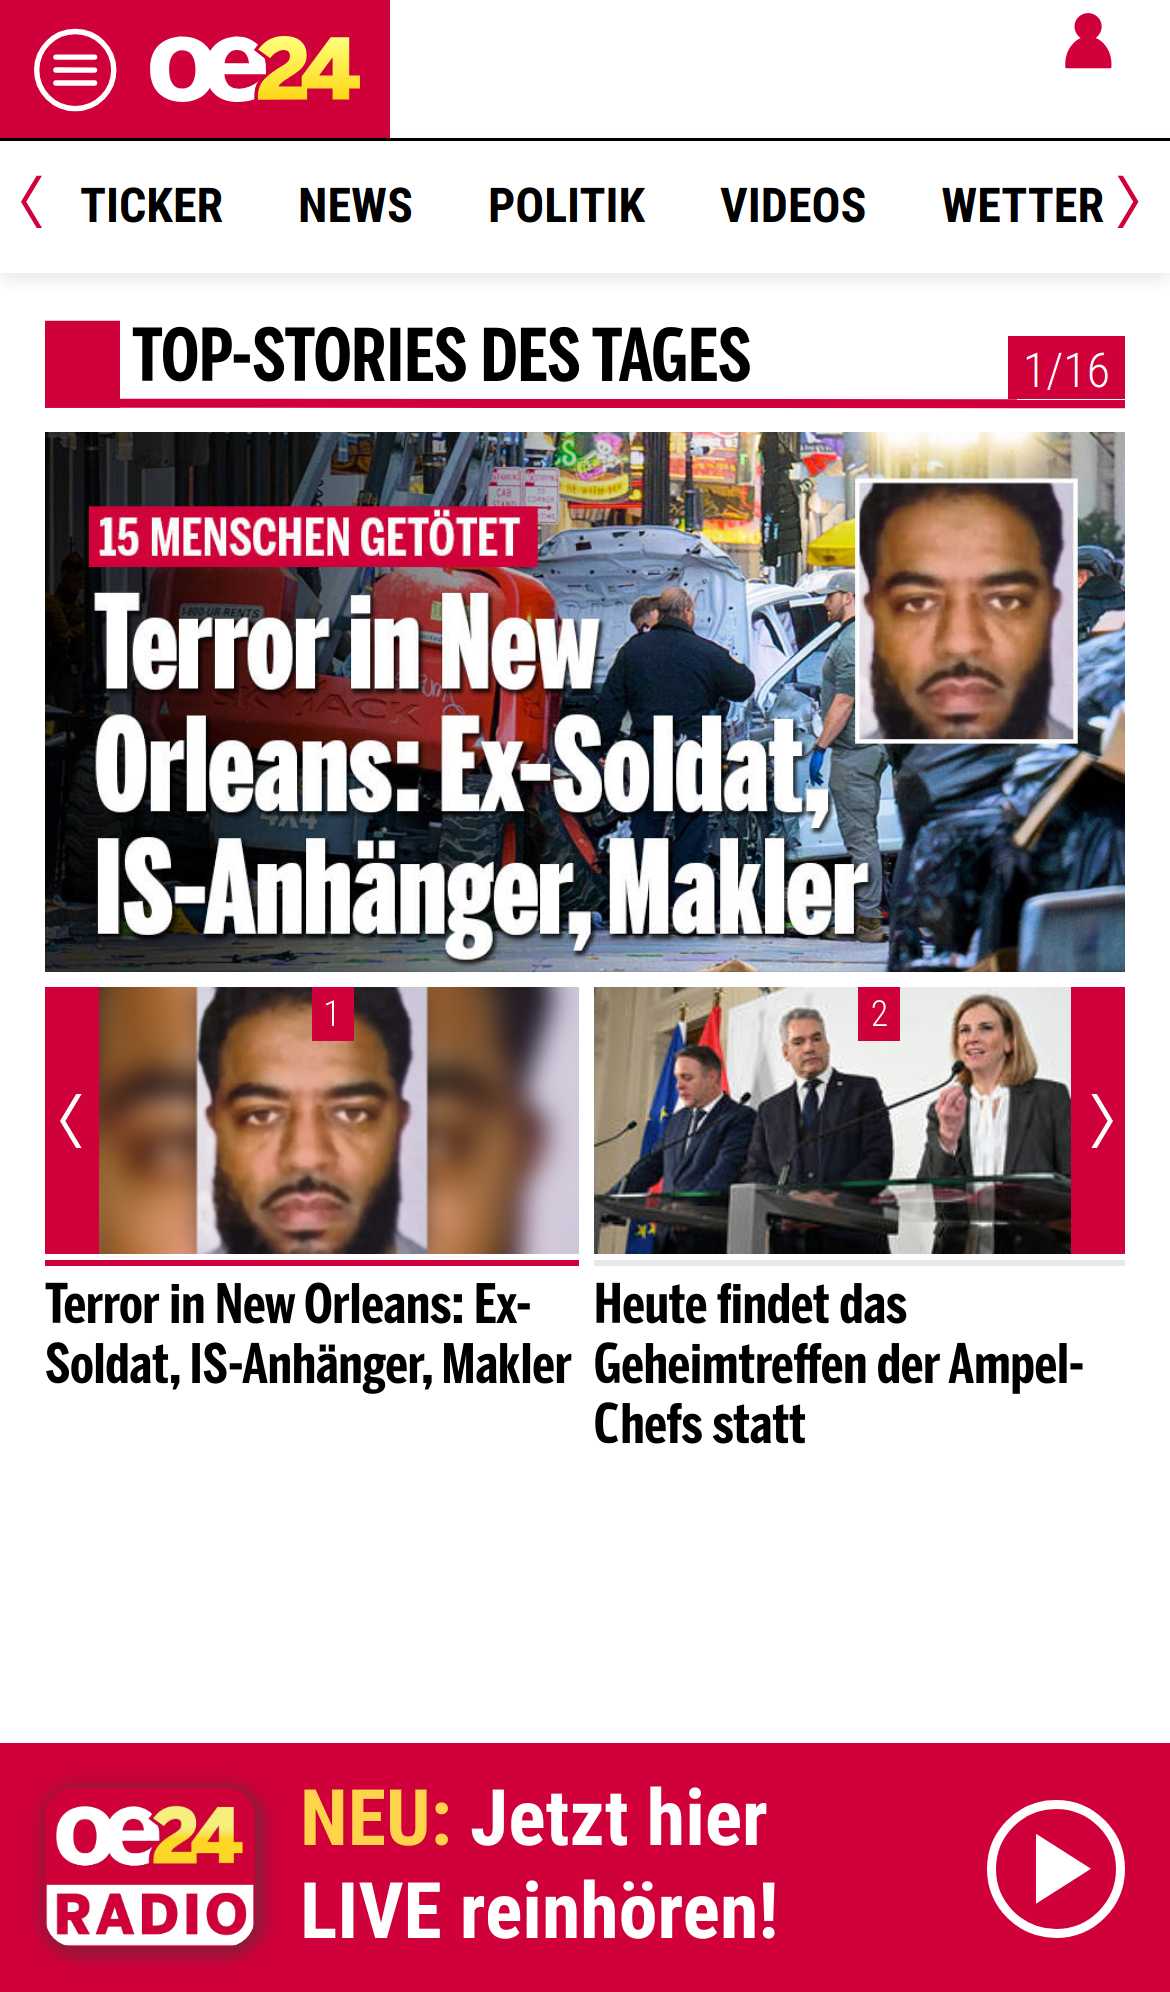 oe24
TICKER NEWS POLITIK VIDEOS WETTER
TOP-STORIES DES TAGES
1/16
15 MENSCHEN GETÖTET
Terror in New
Orleans: Ex-Soldat,
IS-Anhänger, Makler
1
2
Terror in New Orleans: Ex-
Soldat, IS-Anhänger, Makler
Heute findet das
Geheimtreffen der Ampel-
Chefs statt
oe24
RADIO
NEU: Jetzt hier
LIVE reinhören!